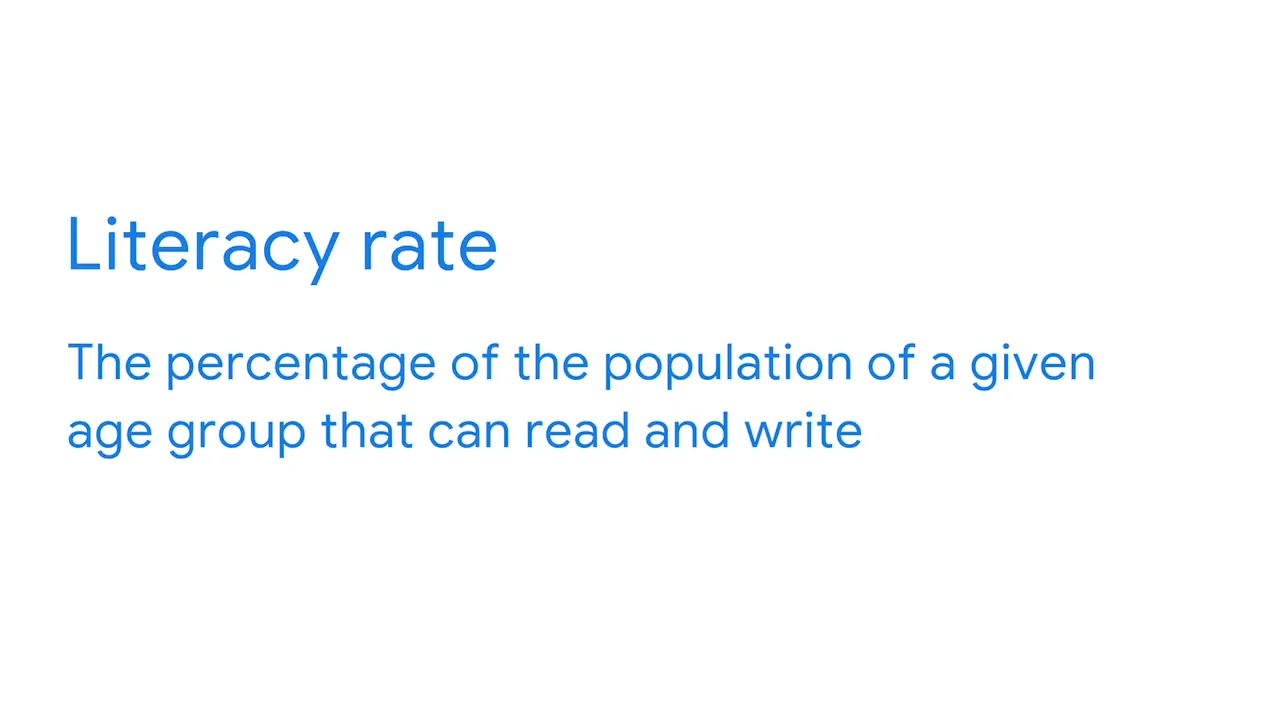 Literacy rate
The percentage of the population of a given
age group that can read and write